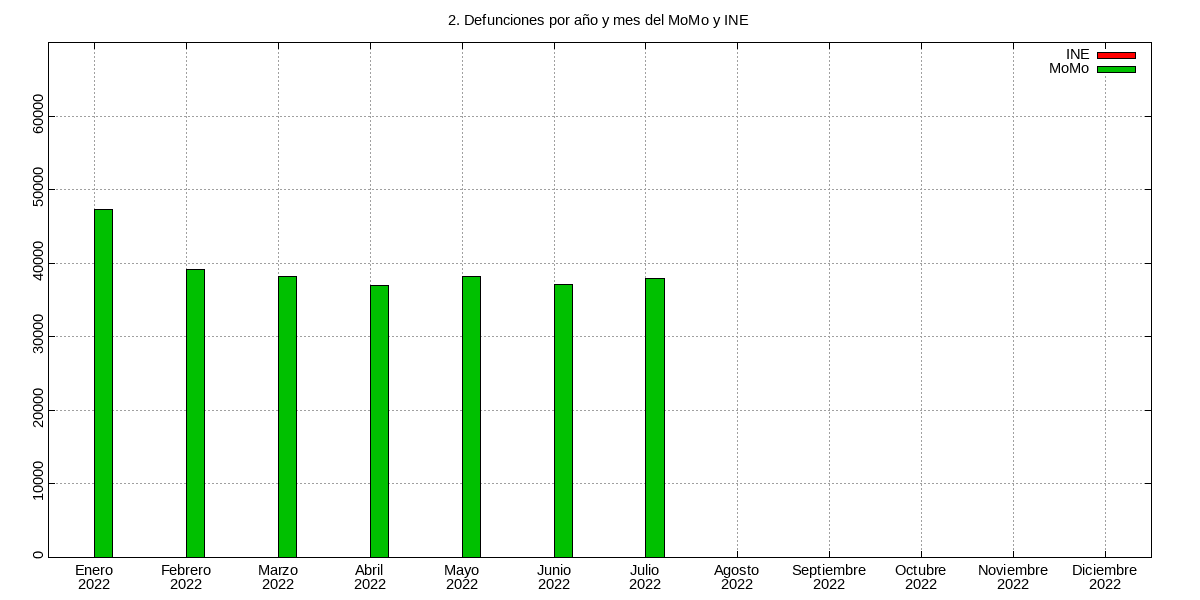 2. Defunciones por año y mes del MoMo y INE
INE
MoMo
60000
50000
40000
30000
20000
10000
0
Enero Febrero Marzo Abril Mayo Junio Julio Agosto Septiembre Octubre Noviembre Diciembre
2022 2022 2022 2022 2022 2022 2022 2022 2022 2022 2022 2022